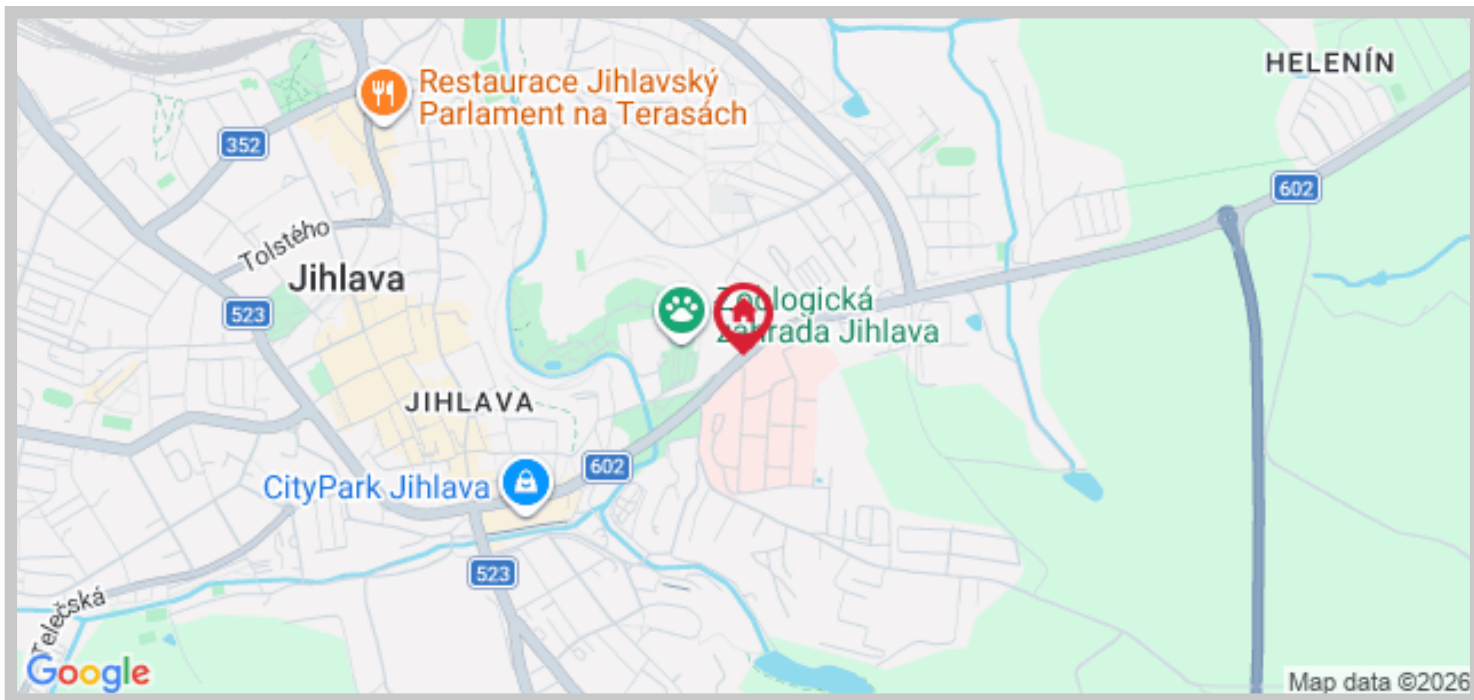 HELENÍN
Restaurace Jihlavský
Parlament na Terasách
352
602
Tolstého
Jihlava
523
Zoologická
zahrada Jihlava
JIHLAVA
602
CityPark Jihlava
523
Telečská
Google
Map data ©2026